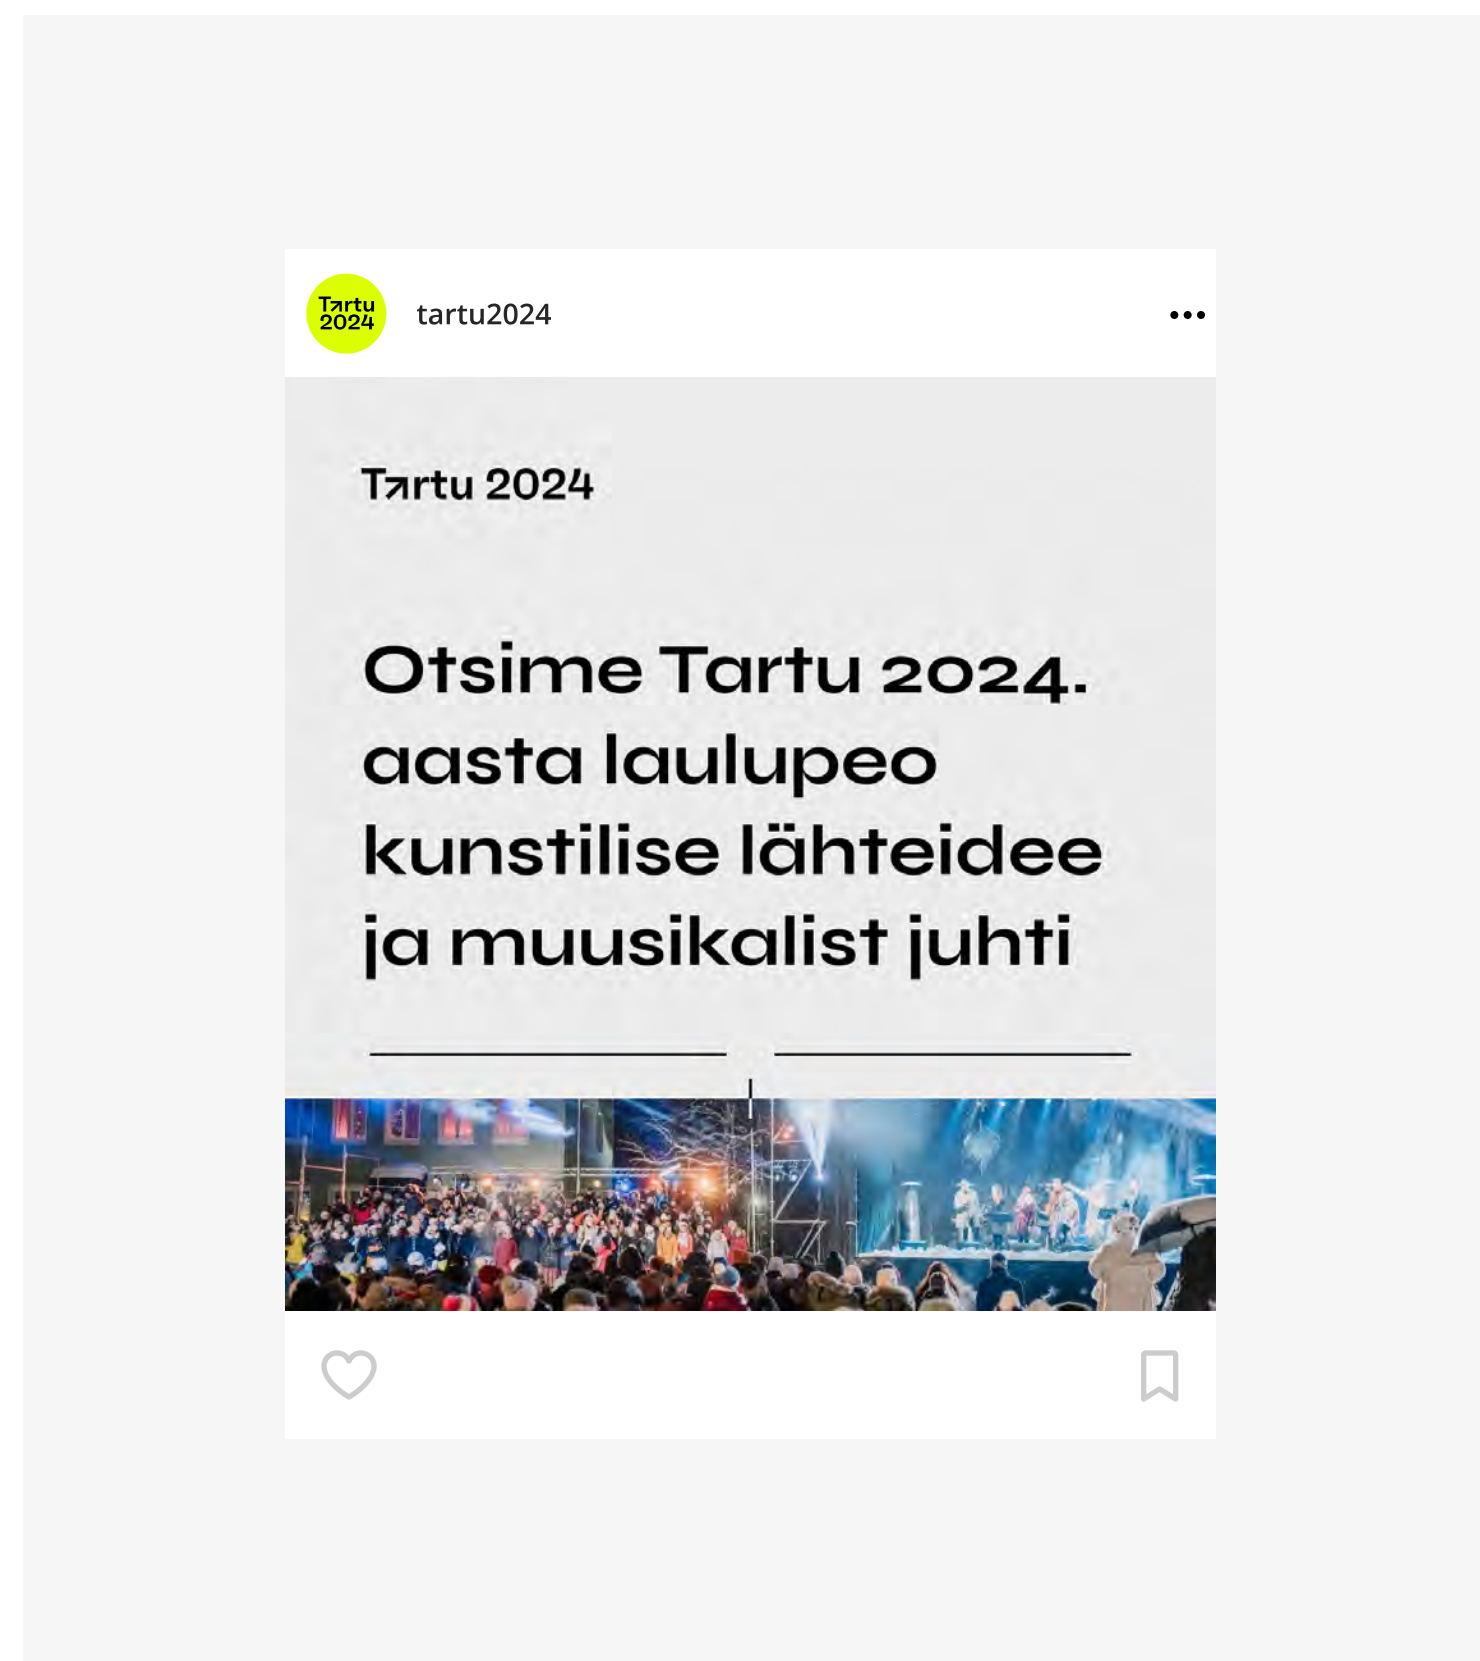 Tartu
2024
tartu2024
Tartu 2024
Otsime Tartu 2024.
aasta laulupeo
kunstilise lähteidee
ja muusikalist juhti